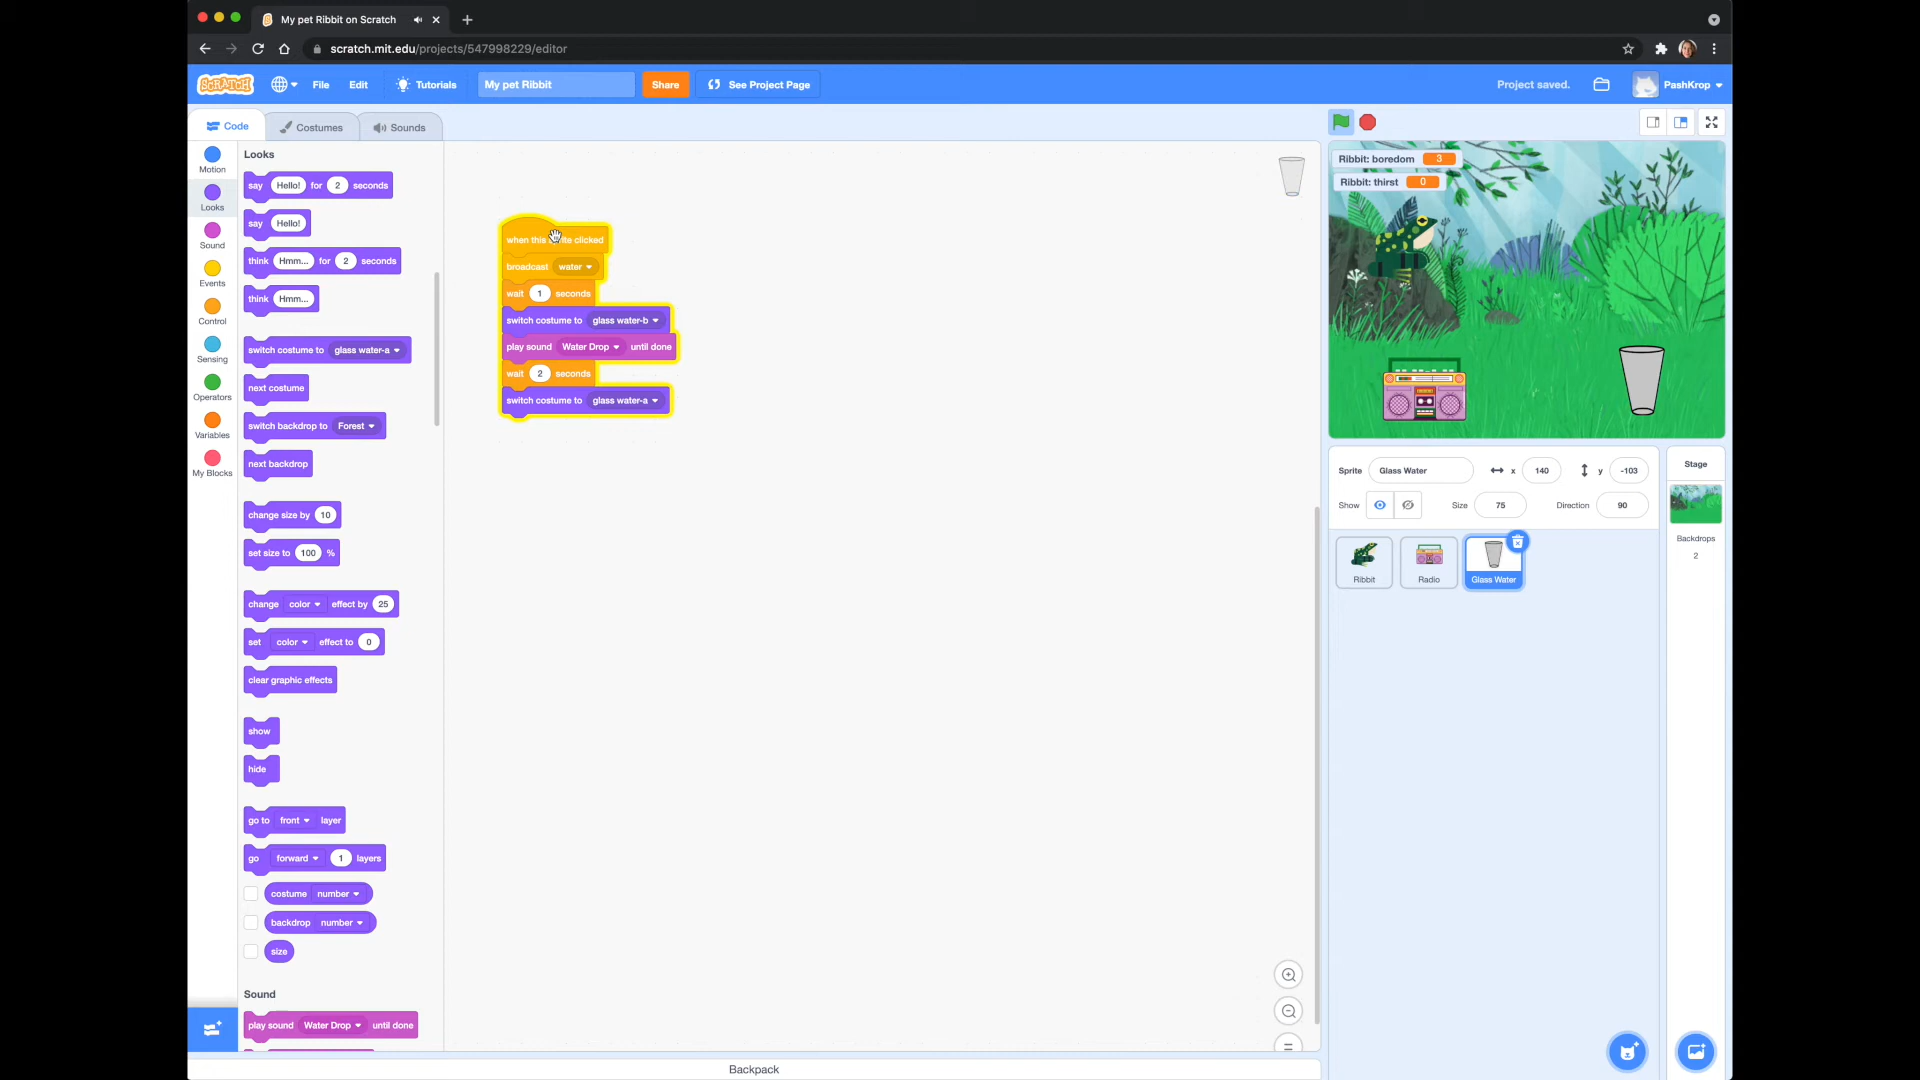 My pet Ribbit on Scratch
scratch.mit.edu/projects/547998229/editor
SCRATCH File Edit Tutorials My pet Ribbit Share See Project Page Project saved. PashKrop
Code Costumes Sounds
Motion
Looks
Sound
Events
Control
Sensing
Operators
Variables
My Blocks
Looks
say Hello! for 2 seconds
say Hello!
think Hmm... for 2 seconds
think Hmm...
switch costume to glass water-a
next costume
switch backdrop to Forest
next backdrop
change size by 10
set size to 100 %
change color effect by 25
set color effect to 0
clear graphic effects
show
hide
go to front layer
go forward 1 layers
costume number
backdrop number
size
Sound
play sound Water Drop until done
when this clicked
broadcast water
wait 1 seconds
switch costume to glass water-b
play sound Water Drop until done
wait 2 seconds
switch costume to glass water-a
Ribbit: boredom 3
Ribbit: thirst 0
Sprite Glass Water x 140 y -103
Show Size 75 Direction 90
Ribbit
Radio
Glass Water
Stage
Backdrops
2
Backpack